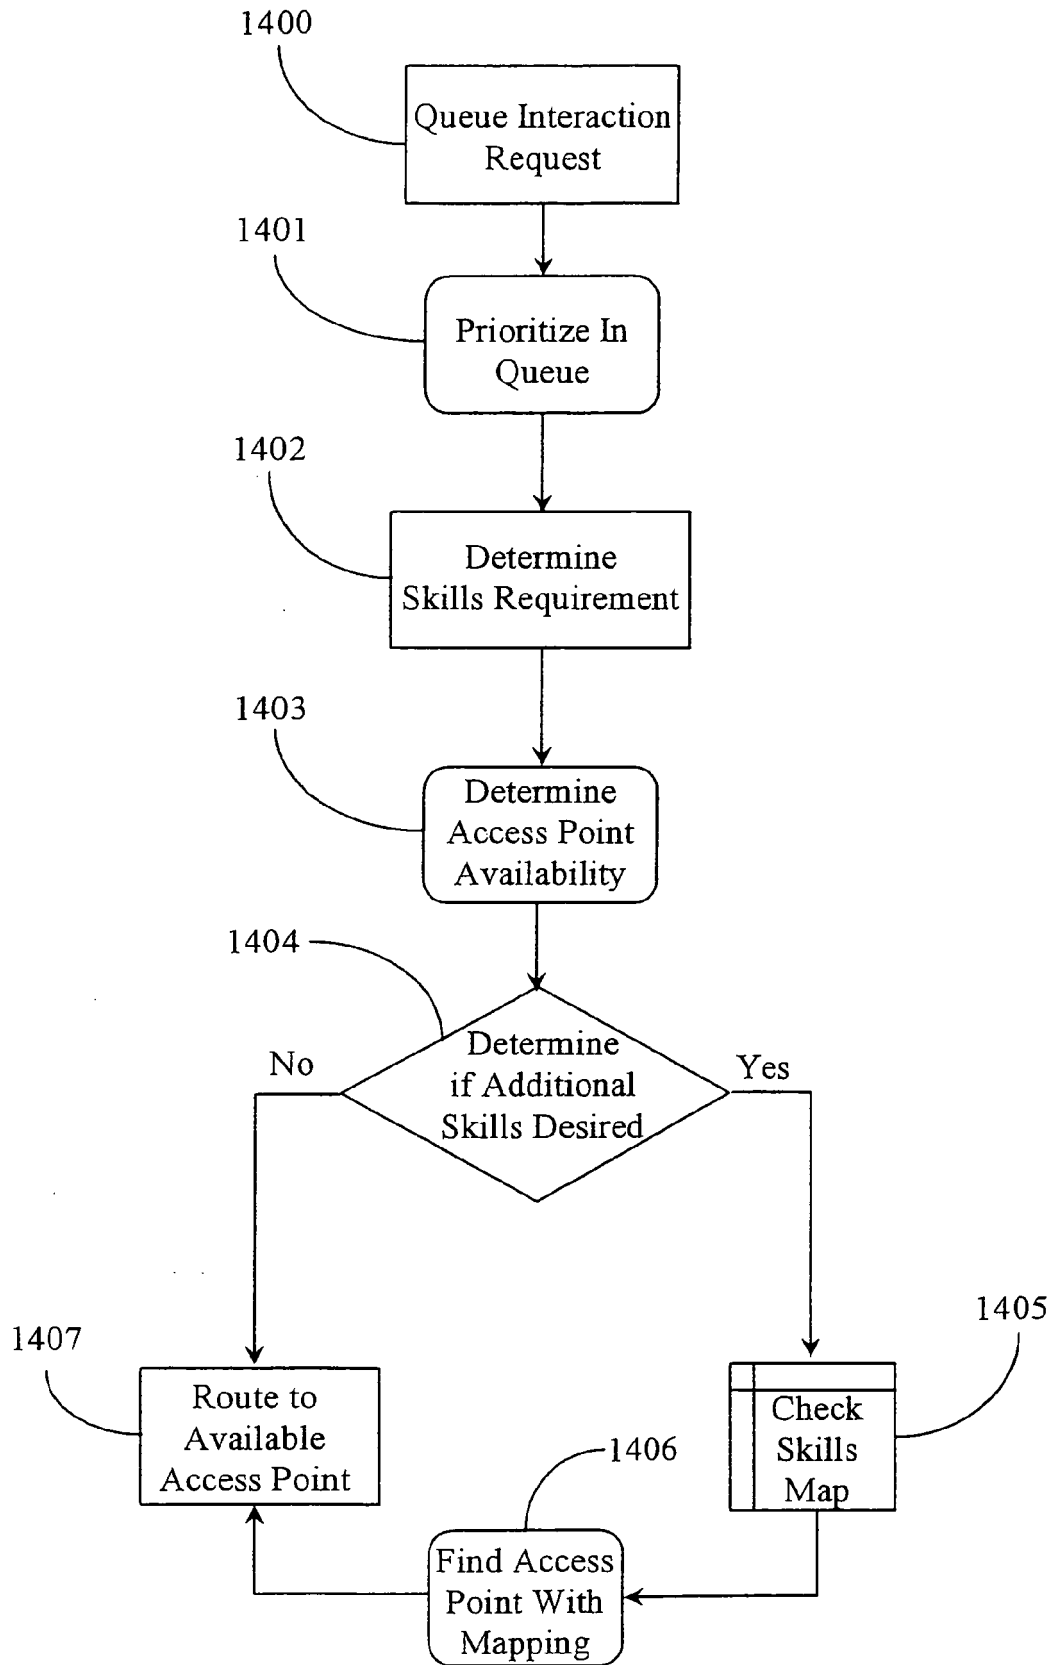 1400
Queue Interaction
Request
1401
Prioritize In
Queue
1402
Determine
Skills Requirement
1403
Determine
Access Point
Availability
1404
Determine
if Additional
Skills Desired
No
Yes
1405
Check
Skills
Map
1406
Find Access
Point With
Mapping
1407
Route to
Available
Access Point